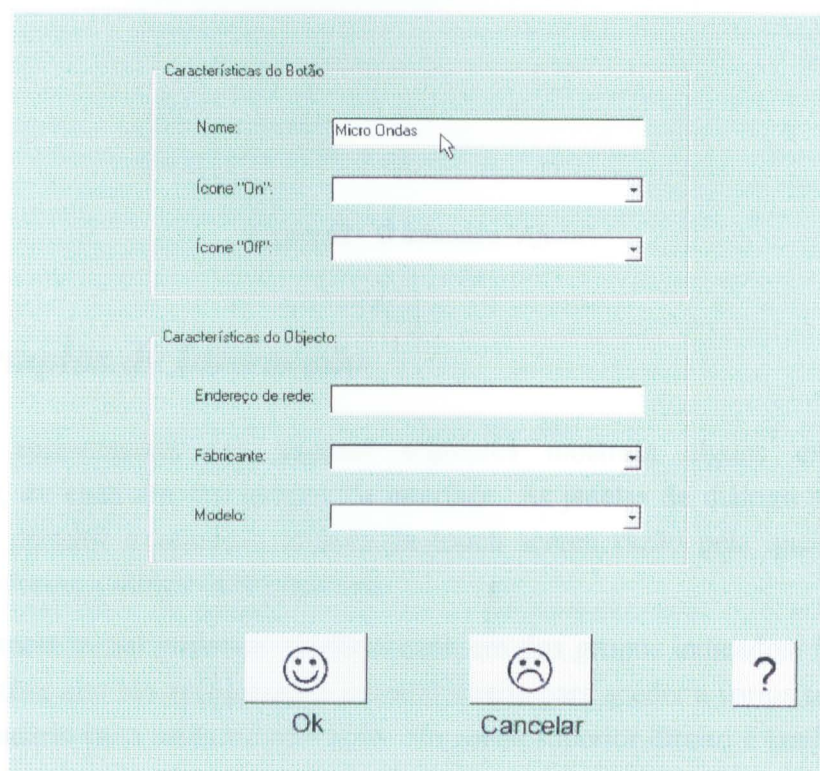 Características do Botão
Nome: Micro Ondas
Ícone "On":
Ícone "Off":
Características do Objecto:
Endereço de rede:
Fabricante:
Modelo:
?
Ok Cancelar